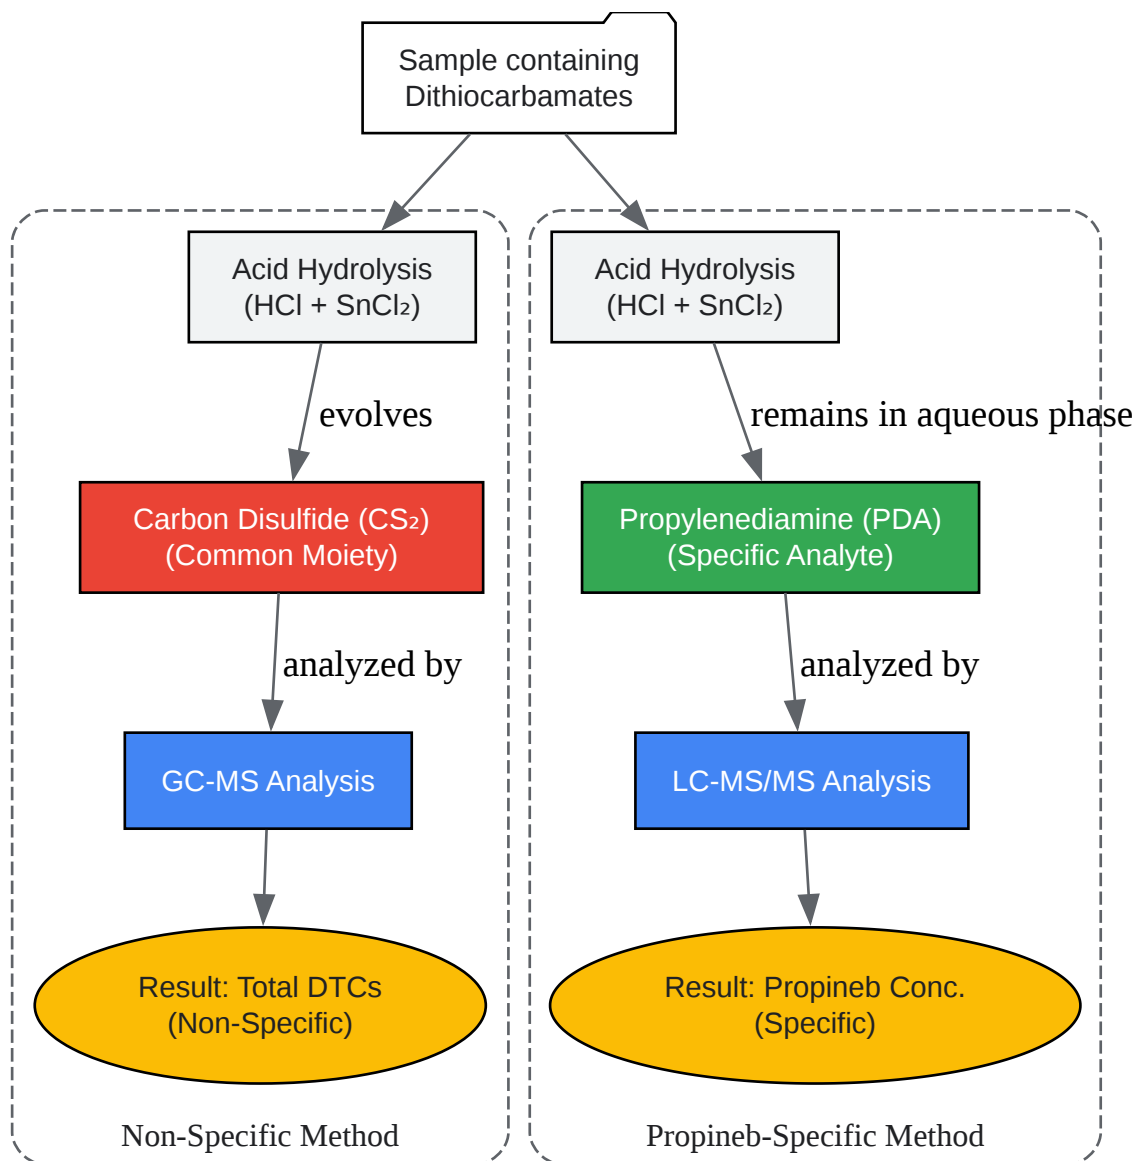 Sample containing
Dithiocarbamates
Acid Hydrolysis
(HCl + SnCl₂)
evolves
Carbon Disulfide (CS₂)
(Common Moiety)
analyzed by
GC-MS Analysis
Result: Total DTCs
(Non-Specific)
Non-Specific Method
Acid Hydrolysis
(HCl + SnCl₂)
remains in aqueous phase
Propylenediamine (PDA)
(Specific Analyte)
analyzed by
LC-MS/MS Analysis
Result: Propineb Conc.
(Specific)
Propineb-Specific Method